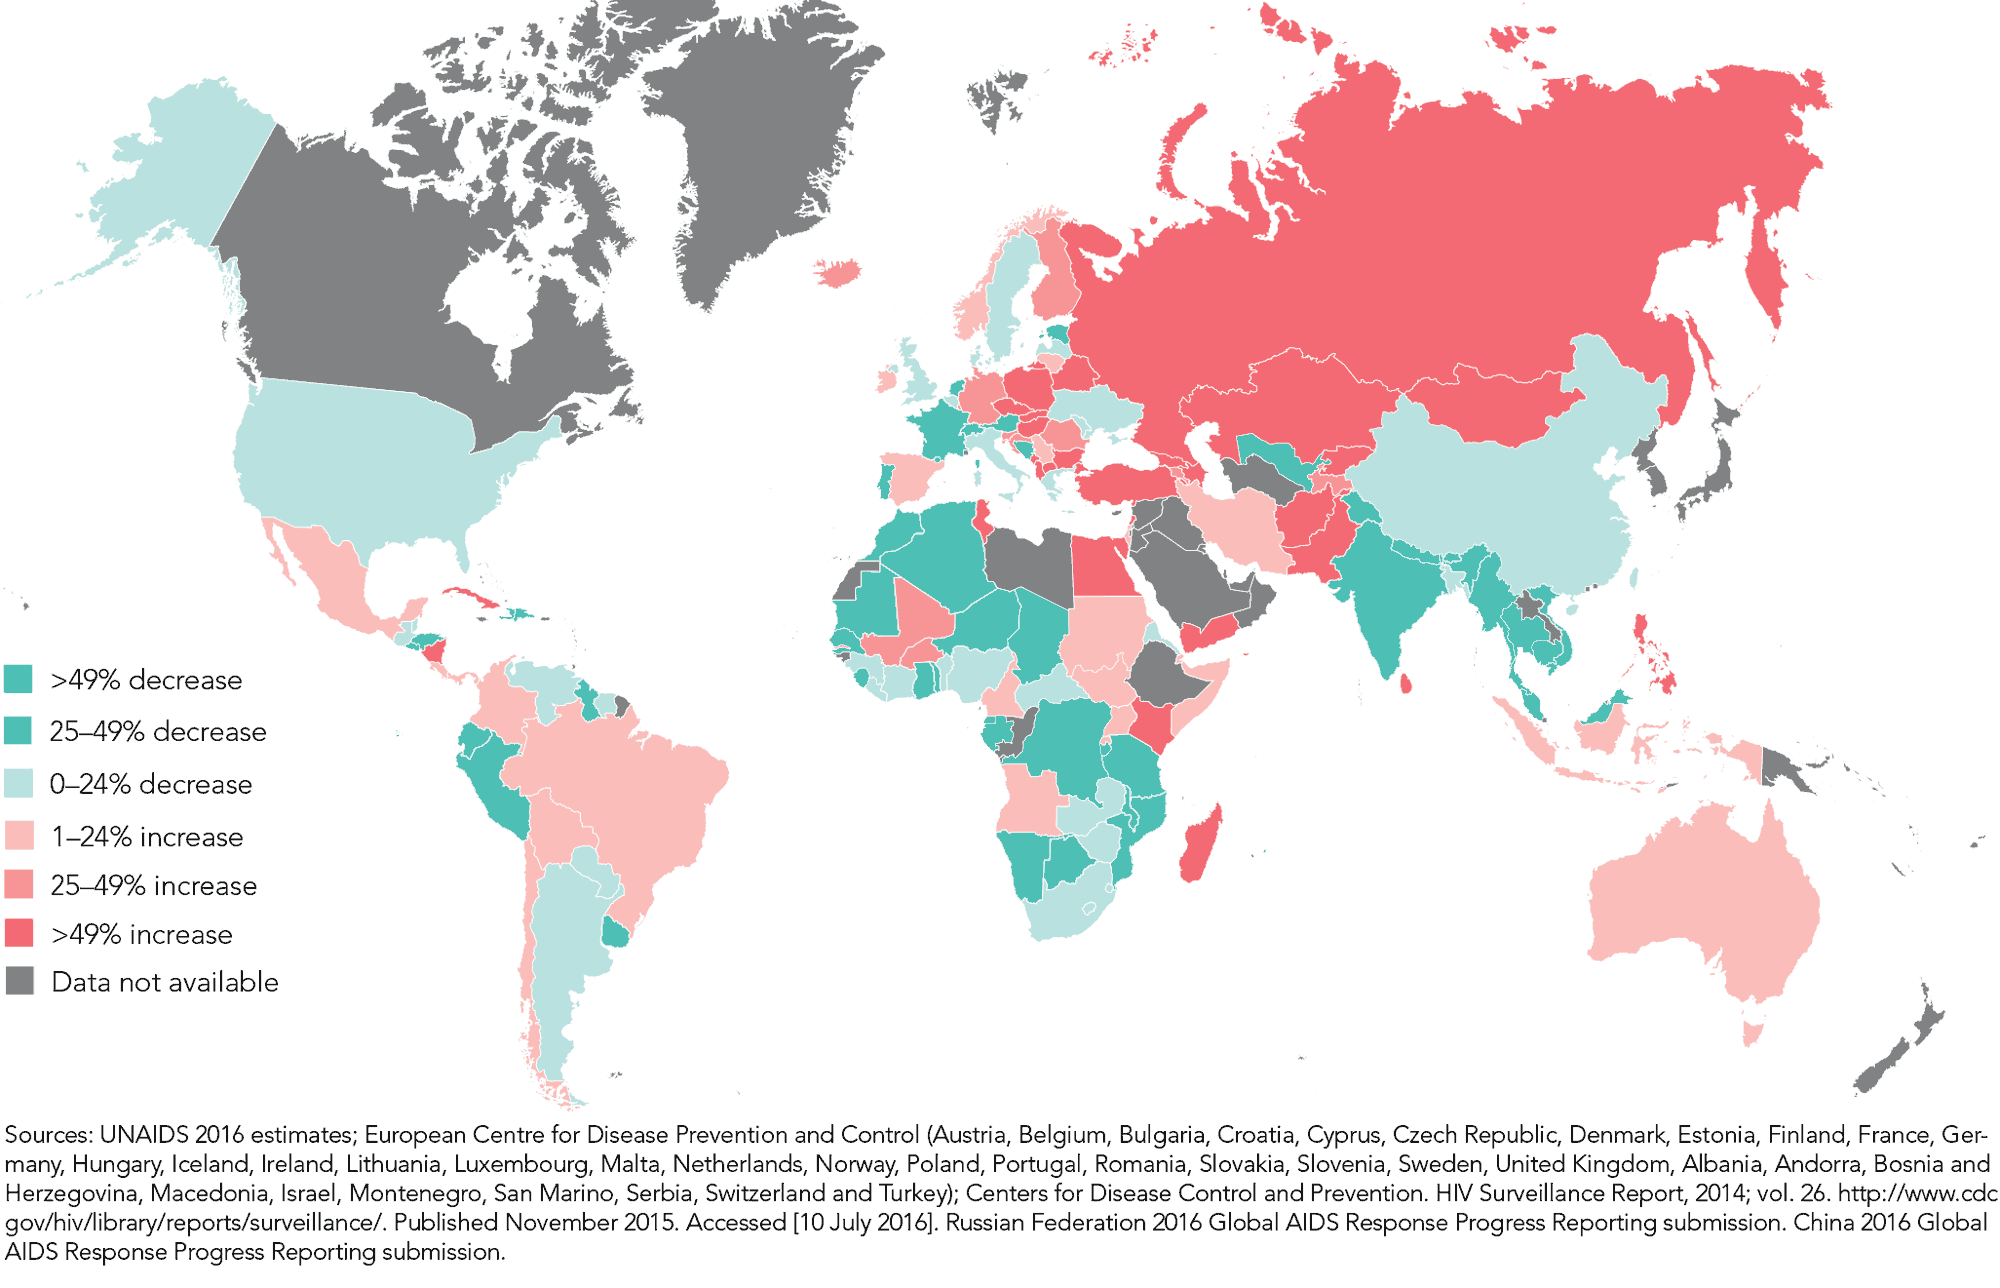 >49% decrease
25–49% decrease
0–24% decrease
1–24% increase
25–49% increase
>49% increase
Data not available
Sources: UNAIDS 2016 estimates; European Centre for Disease Prevention and Control (Austria, Belgium, Bulgaria, Croatia, Cyprus, Czech Republic, Denmark, Estonia, Finland, France, Ger-
many, Hungary, Iceland, Ireland, Lithuania, Luxembourg, Malta, Netherlands, Norway, Poland, Portugal, Romania, Slovakia, Slovenia, Sweden, United Kingdom, Albania, Andorra, Bosnia and
Herzegovina, Macedonia, Israel, Montenegro, San Marino, Serbia, Switzerland and Turkey); Centers for Disease Control and Prevention. HIV Surveillance Report, 2014; vol. 26. http://www.cdc
gov/hiv/library/reports/surveillance/. Published November 2015. Accessed [10 July 2016]. Russian Federation 2016 Global AIDS Response Progress Reporting submission. China 2016 Global
AIDS Response Progress Reporting submission.